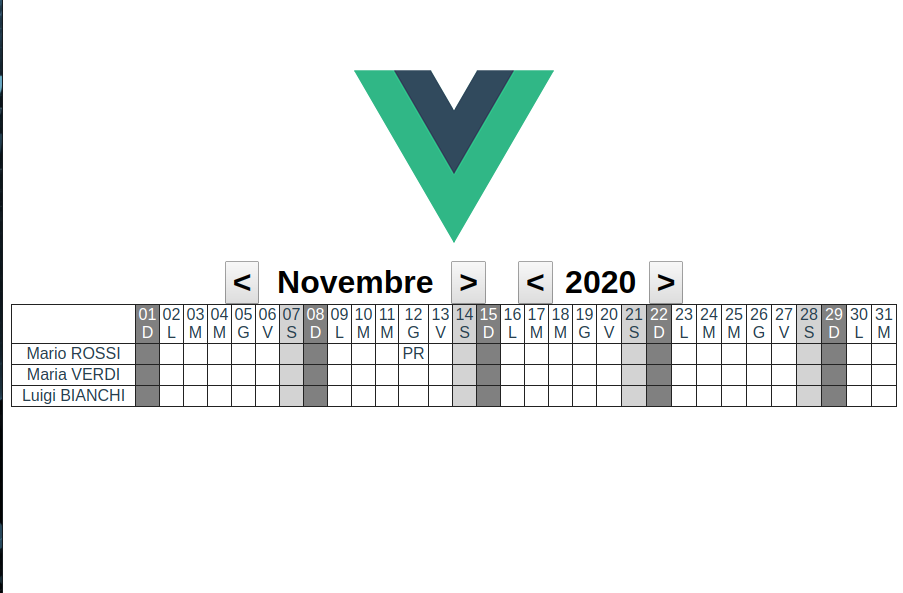 < Novembre > < 2020 >
01 02 03 04 05 06 07 08 09 10 11 12 13 14 15 16 17 18 19 20 21 22 23 24 25 26 27 28 29 30 31
D L M M G V S D L M M G V S D L M M G V S D L M M G V S D L M
Mario ROSSI PR
Maria VERDI
Luigi BIANCHI